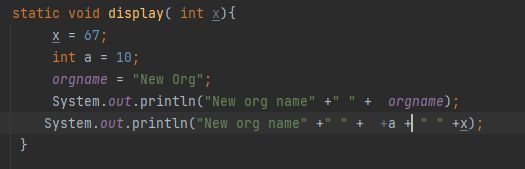 static void display( int x){
x = 67;
int a = 10;
orgname = "New Org";
System.out.println("New org name" +" " +  orgname);
System.out.println("New org name" +" " +  +a + " " +x);
}